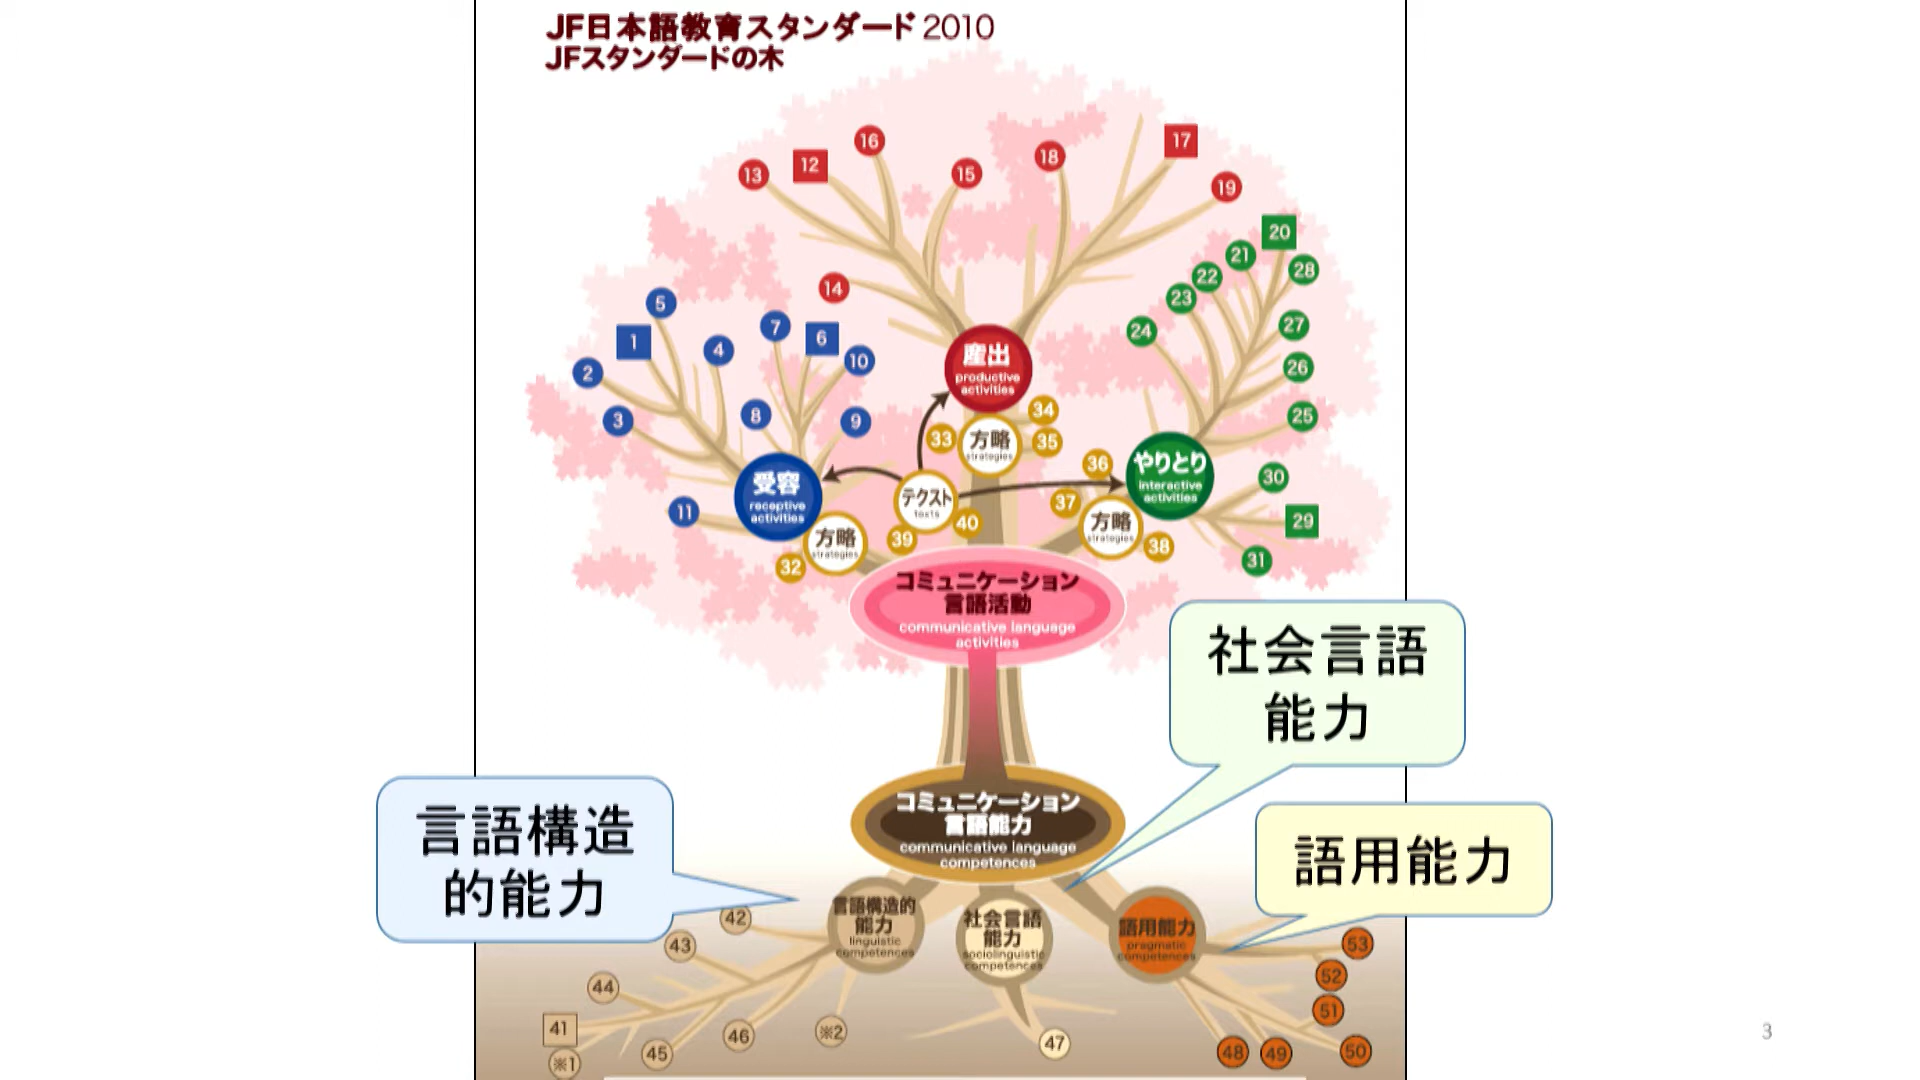 JF日本語教育スタンダード 2010
JFスタンダードの木
16
17
18
12
13
15
19
20
21
28
22
14
23
5
27
7
24
1
6
4
10
26
産出
productive
activities
2
34
8
25
3
9
33
方略
strategies
35
やりとり
interactive
activities
36
30
受容
receptive
activities
テクスト
texts
37
11
40
29
方略
strategies
方略
strategies
39
38
32
31
コミュニケーション
言語活動
communicative language
activities
社会言語
能力
コミュニケーション
言語能力
communicative language
competences
言語構造
的能力
語用能力
言語構造的
能力
linguistic
competences
社会言語
能力
sociolinguistic
competences
語用能力
pragmatic
competences
42
43
53
52
44
51
41
46
※2
47
45
48
49
50
※1
3